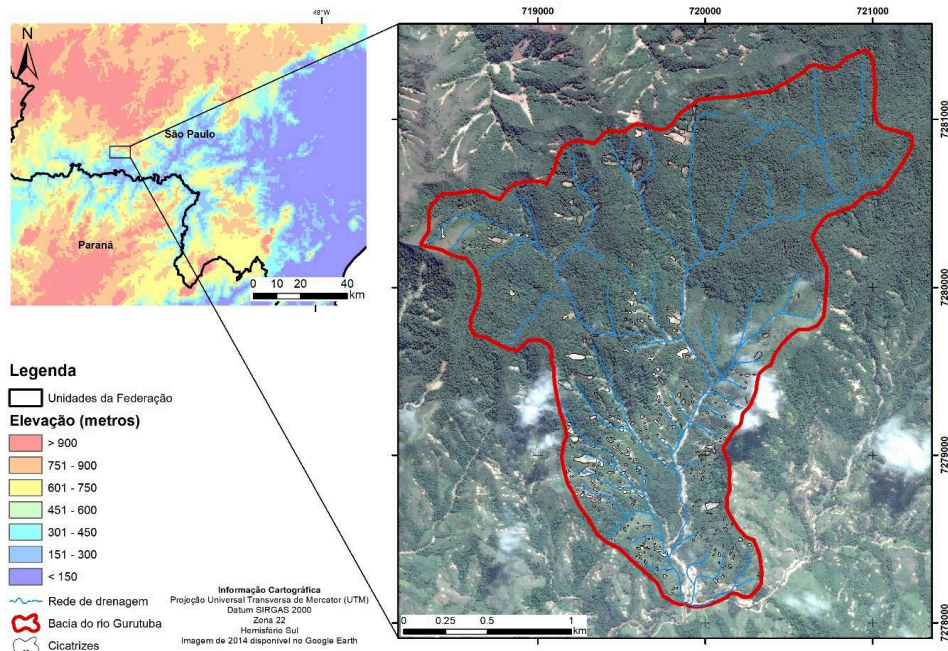 48°W
N
São Paulo
Paraná
0 10 20 40
km
Legenda
Unidades da Federação
Elevação (metros)
> 900
751 - 900
601 - 750
451 - 600
301 - 450
151 - 300
< 150
Rede de drenagem
Bacia do rio Gurutuba
Cicatrizes
Informação Cartográfica
Projeção Universal Transversa de Mercator (UTM)
Datum SIRGAS 2000
Zona 22
Hemisfério Sul
Imagem de 2014 disponível no Google Earth
719000 720000 721000
7281000
7280000
7279000
7278000
0 0.25 0.5 1
km